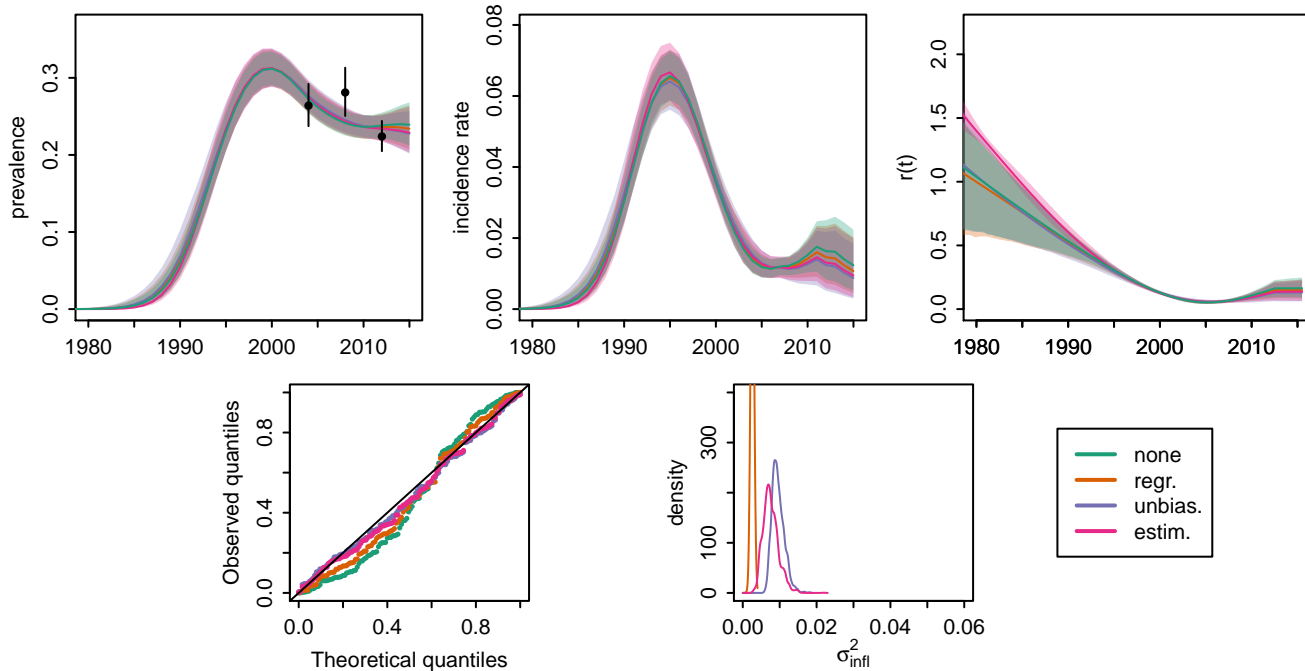 prevalence
0.0 0.1 0.2 0.3
1980 1990 2000 2010
incidence rate
0.00 0.02 0.04 0.06 0.08
1980 1990 2000 2010
r(t)
0.0 0.5 1.0 1.5 2.0
1980 1990 2000 2010
Observed quantiles
0.0 0.4 0.8
0.0 0.4 0.8
Theoretical quantiles
density
0 100 300
0.00 0.02 0.04 0.06
σ²infl
none
regr.
unbias.
estim.